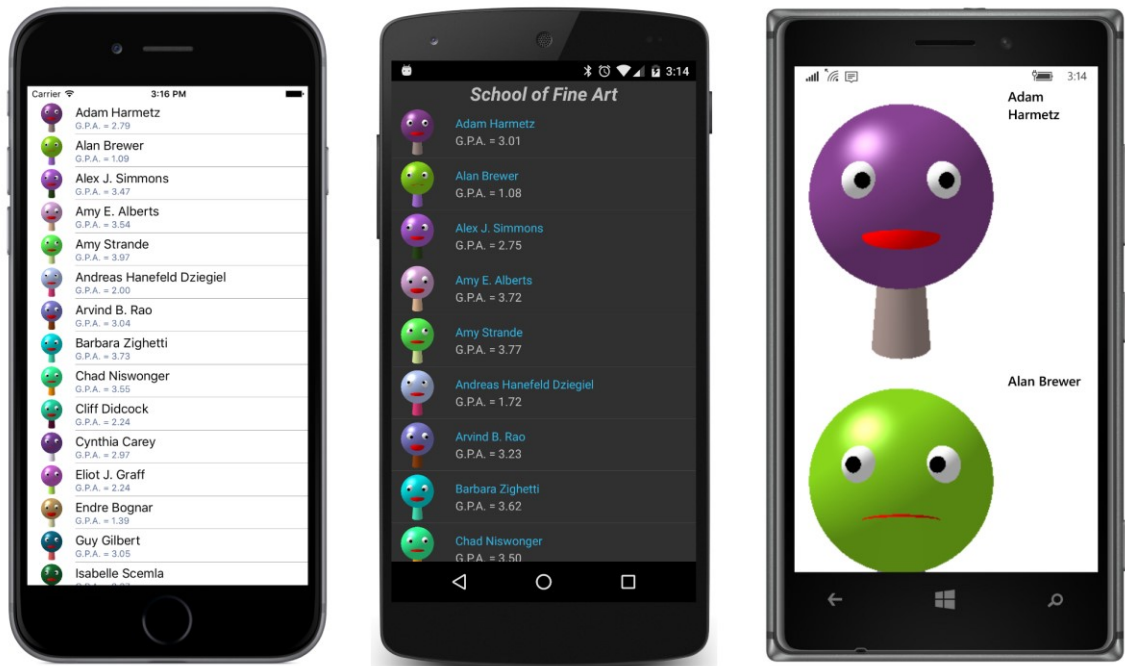 Carrier 3:16 PM
Adam Harmetz
G.P.A. = 2.79
Alan Brewer
G.P.A. = 1.09
Alex J. Simmons
G.P.A. = 3.47
Amy E. Alberts
G.P.A. = 3.54
Amy Strande
G.P.A. = 3.97
Andreas Hanefeld Dziegiel
G.P.A. = 2.00
Arvind B. Rao
G.P.A. = 3.04
Barbara Zighetti
G.P.A. = 3.73
Chad Niswonger
G.P.A. = 3.55
Cliff Didcock
G.P.A. = 2.24
Cynthia Carey
G.P.A. = 2.97
Eliot J. Graff
G.P.A. = 2.24
Endre Bognar
G.P.A. = 1.39
Guy Gilbert
G.P.A. = 3.05
Isabelle Scemla
3:14
School of Fine Art
Adam Harmetz
G.P.A. = 3.01
Alan Brewer
G.P.A. = 1.08
Alex J. Simmons
G.P.A. = 2.75
Amy E. Alberts
G.P.A. = 3.72
Amy Strande
G.P.A. = 3.77
Andreas Hanefeld Dziegiel
G.P.A. = 1.72
Arvind B. Rao
G.P.A. = 3.23
Barbara Zighetti
G.P.A. = 3.62
Chad Niswonger
G.P.A. = 3.50
3:14
Adam
Harmetz
Alan Brewer